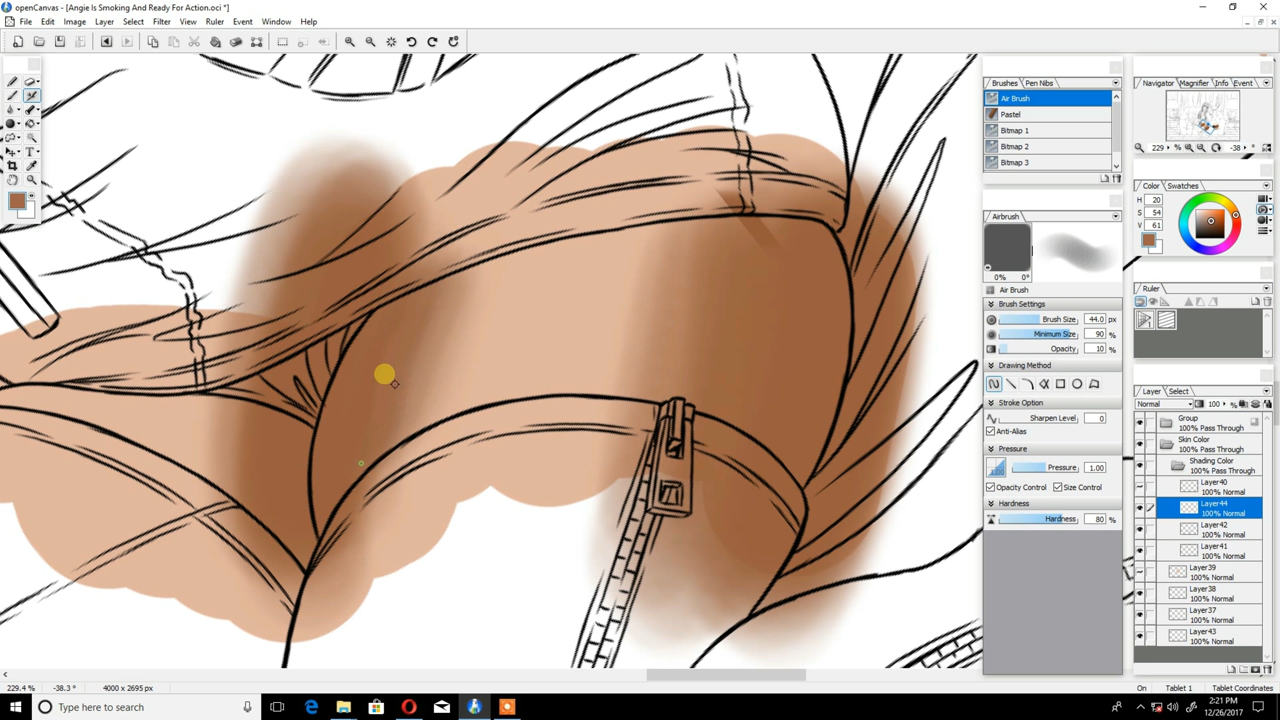 openCanvas - [Angie Is Smoking And Ready For Action.oci *]
File Edit Image Layer Select Filter View Ruler Event Window Help
Brushes Pen Nibs
Air Brush
Pastel
Bitmap 1
Bitmap 2
Bitmap 3
Airbrush
0% 0°
Air Brush
Brush Settings
Brush Size 44.0 px
Minimum Size 90 %
Opacity 10 %
Drawing Method
Stroke Option
Sharpen Level 0
Anti-Alias
Pressure
Pressure 1.00
Opacity Control Size Control
Hardness
Hardness 80 %
Navigator Magnifier Info Event
229 % -38 °
Color Swatches
H 20
S 54
V 61
Ruler
Layer Select
Normal 100 %
Group
100% Pass Through
Skin Color
100% Pass Through
Shading Color
100% Pass Through
Layer40
100% Normal
Layer44
100% Normal
Layer42
100% Normal
Layer41
100% Normal
Layer39
100% Normal
Layer38
100% Normal
Layer37
100% Normal
Layer43
100% Normal
229.4 % -38.3 ° 4000 x 2695 px
On Tablet 1 Tablet Coordinates
Type here to search
2:21 PM
12/26/2017